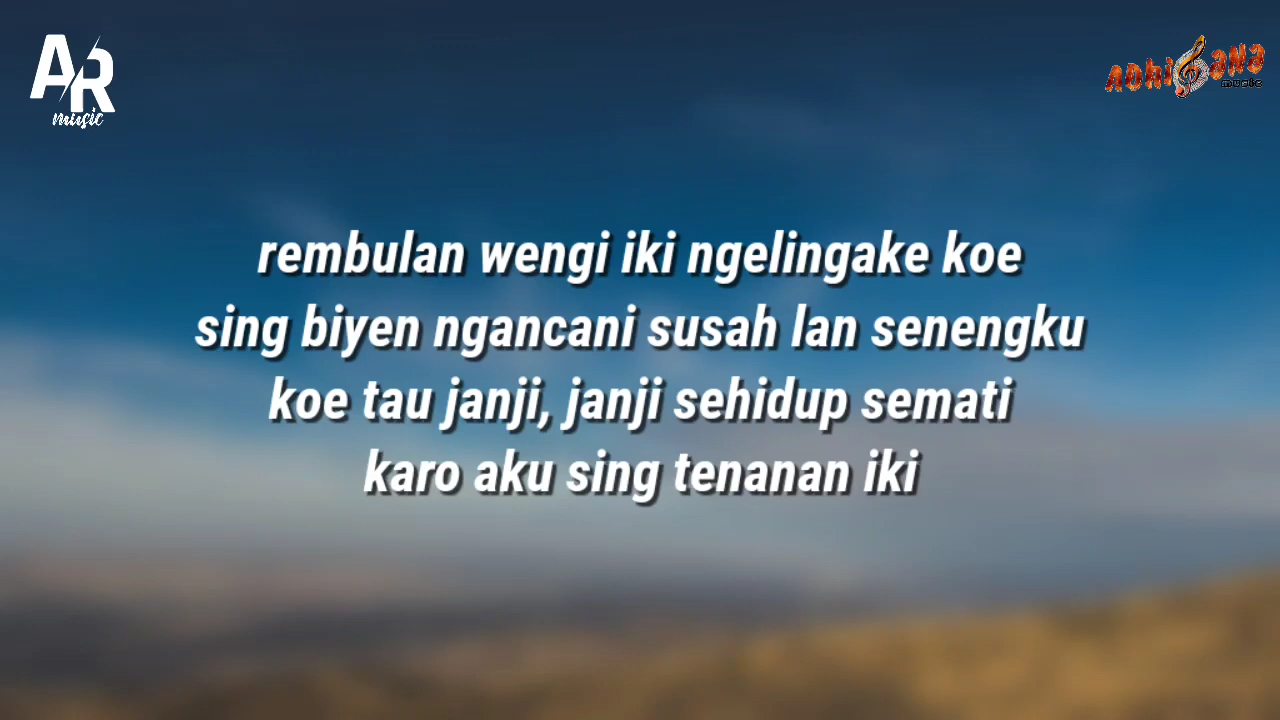 AR
music
ADHISANA
music
rembulan wengi iki ngelingake koe
sing biyen ngancani susah lan senengku
koe tau janji, janji sehidup semati
karo aku sing tenanan iki